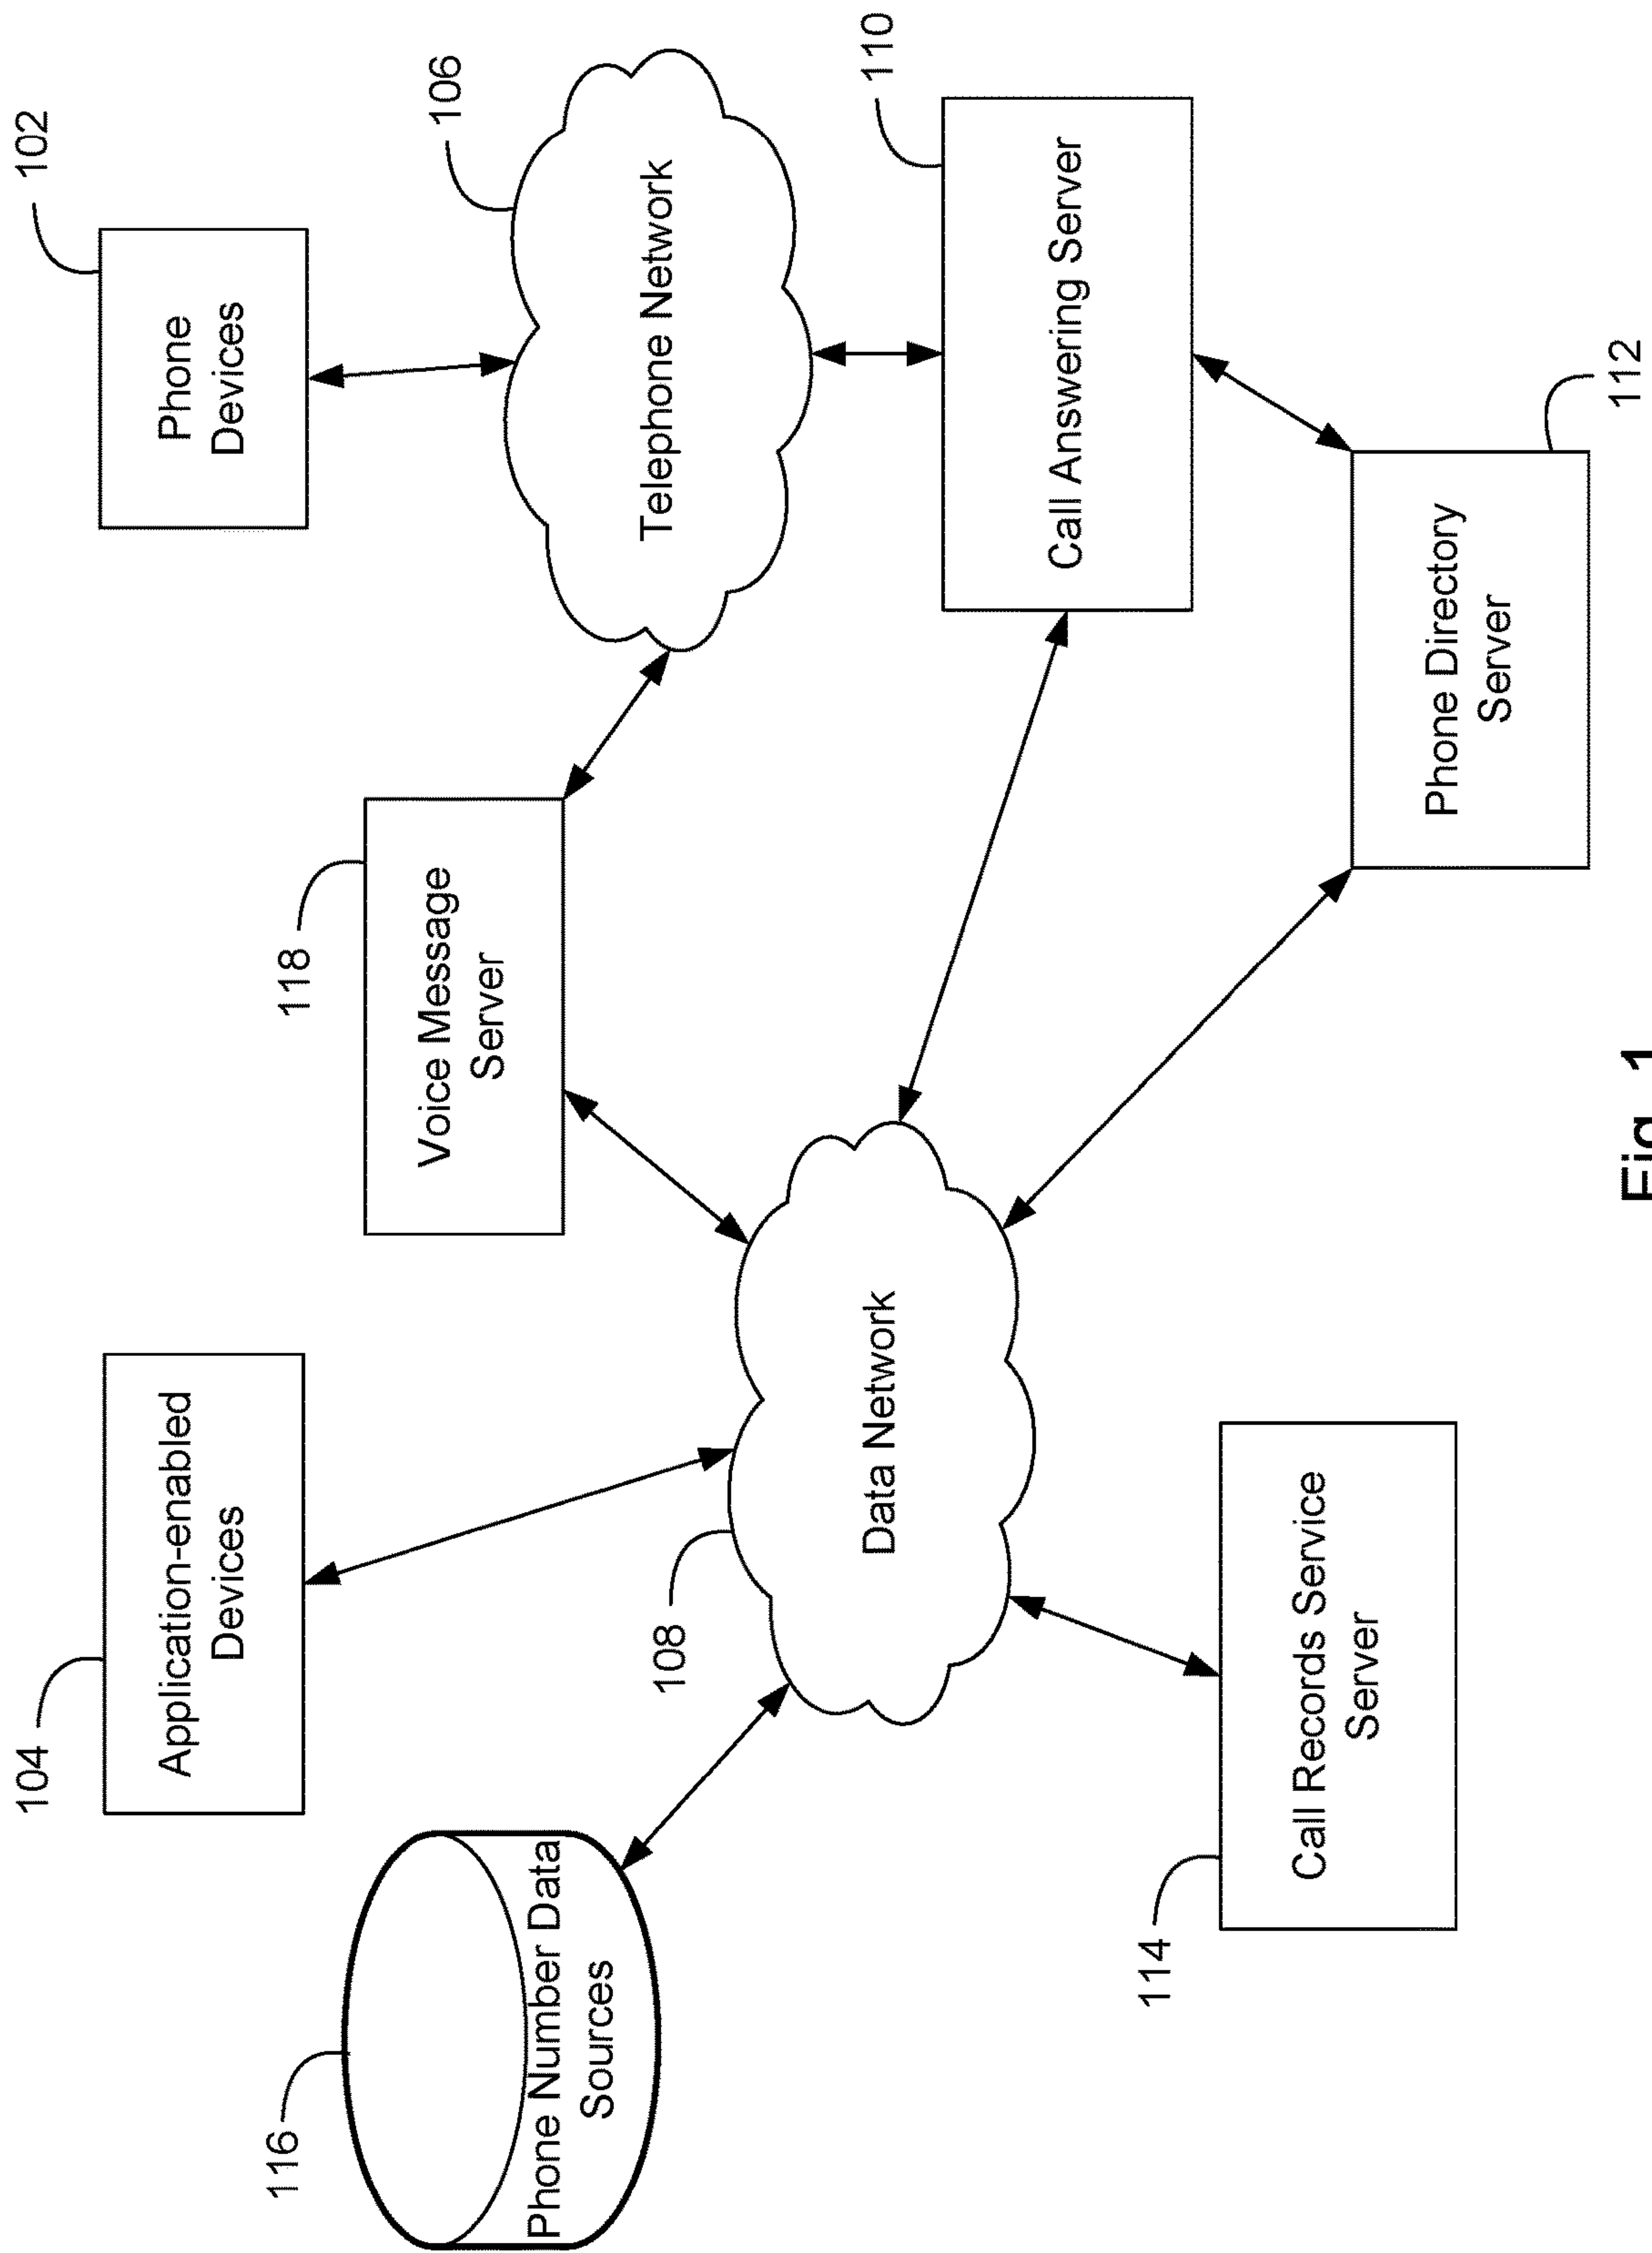 104
Application-enabled
Devices
102
Phone
Devices
116
Phone Number Data
Sources
118
Voice Message
Server
106
Telephone Network
108
Data Network
110
Call Answering Server
114
Call Records Service
Server
Phone Directory
Server
112
Fig. 1